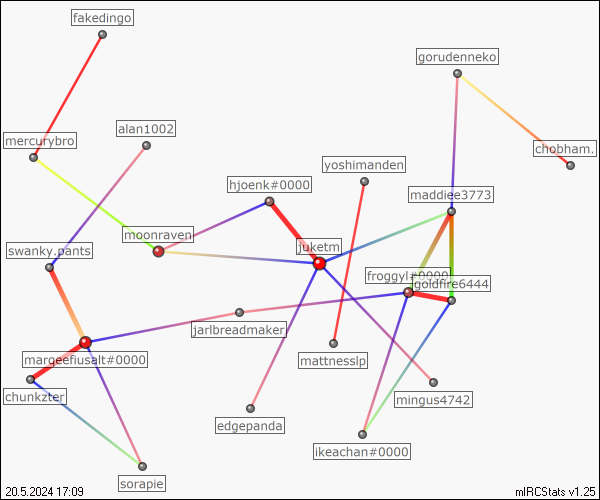 fakedingo
gorudenneko
alan1002
mercurybro
chobham.
yoshimanden
hjoenk#0000
maddiee3773
moonraven
juketm
swanky.pants
froggyl#0000
goldfire6444
jarlbreadmaker
margeefiusalt#0000
mattnesslp
chunkzter
mingus4742
edgepanda
ikeachan#0000
sorapie
20.5.2024 17:09
mIRCStats v1.25